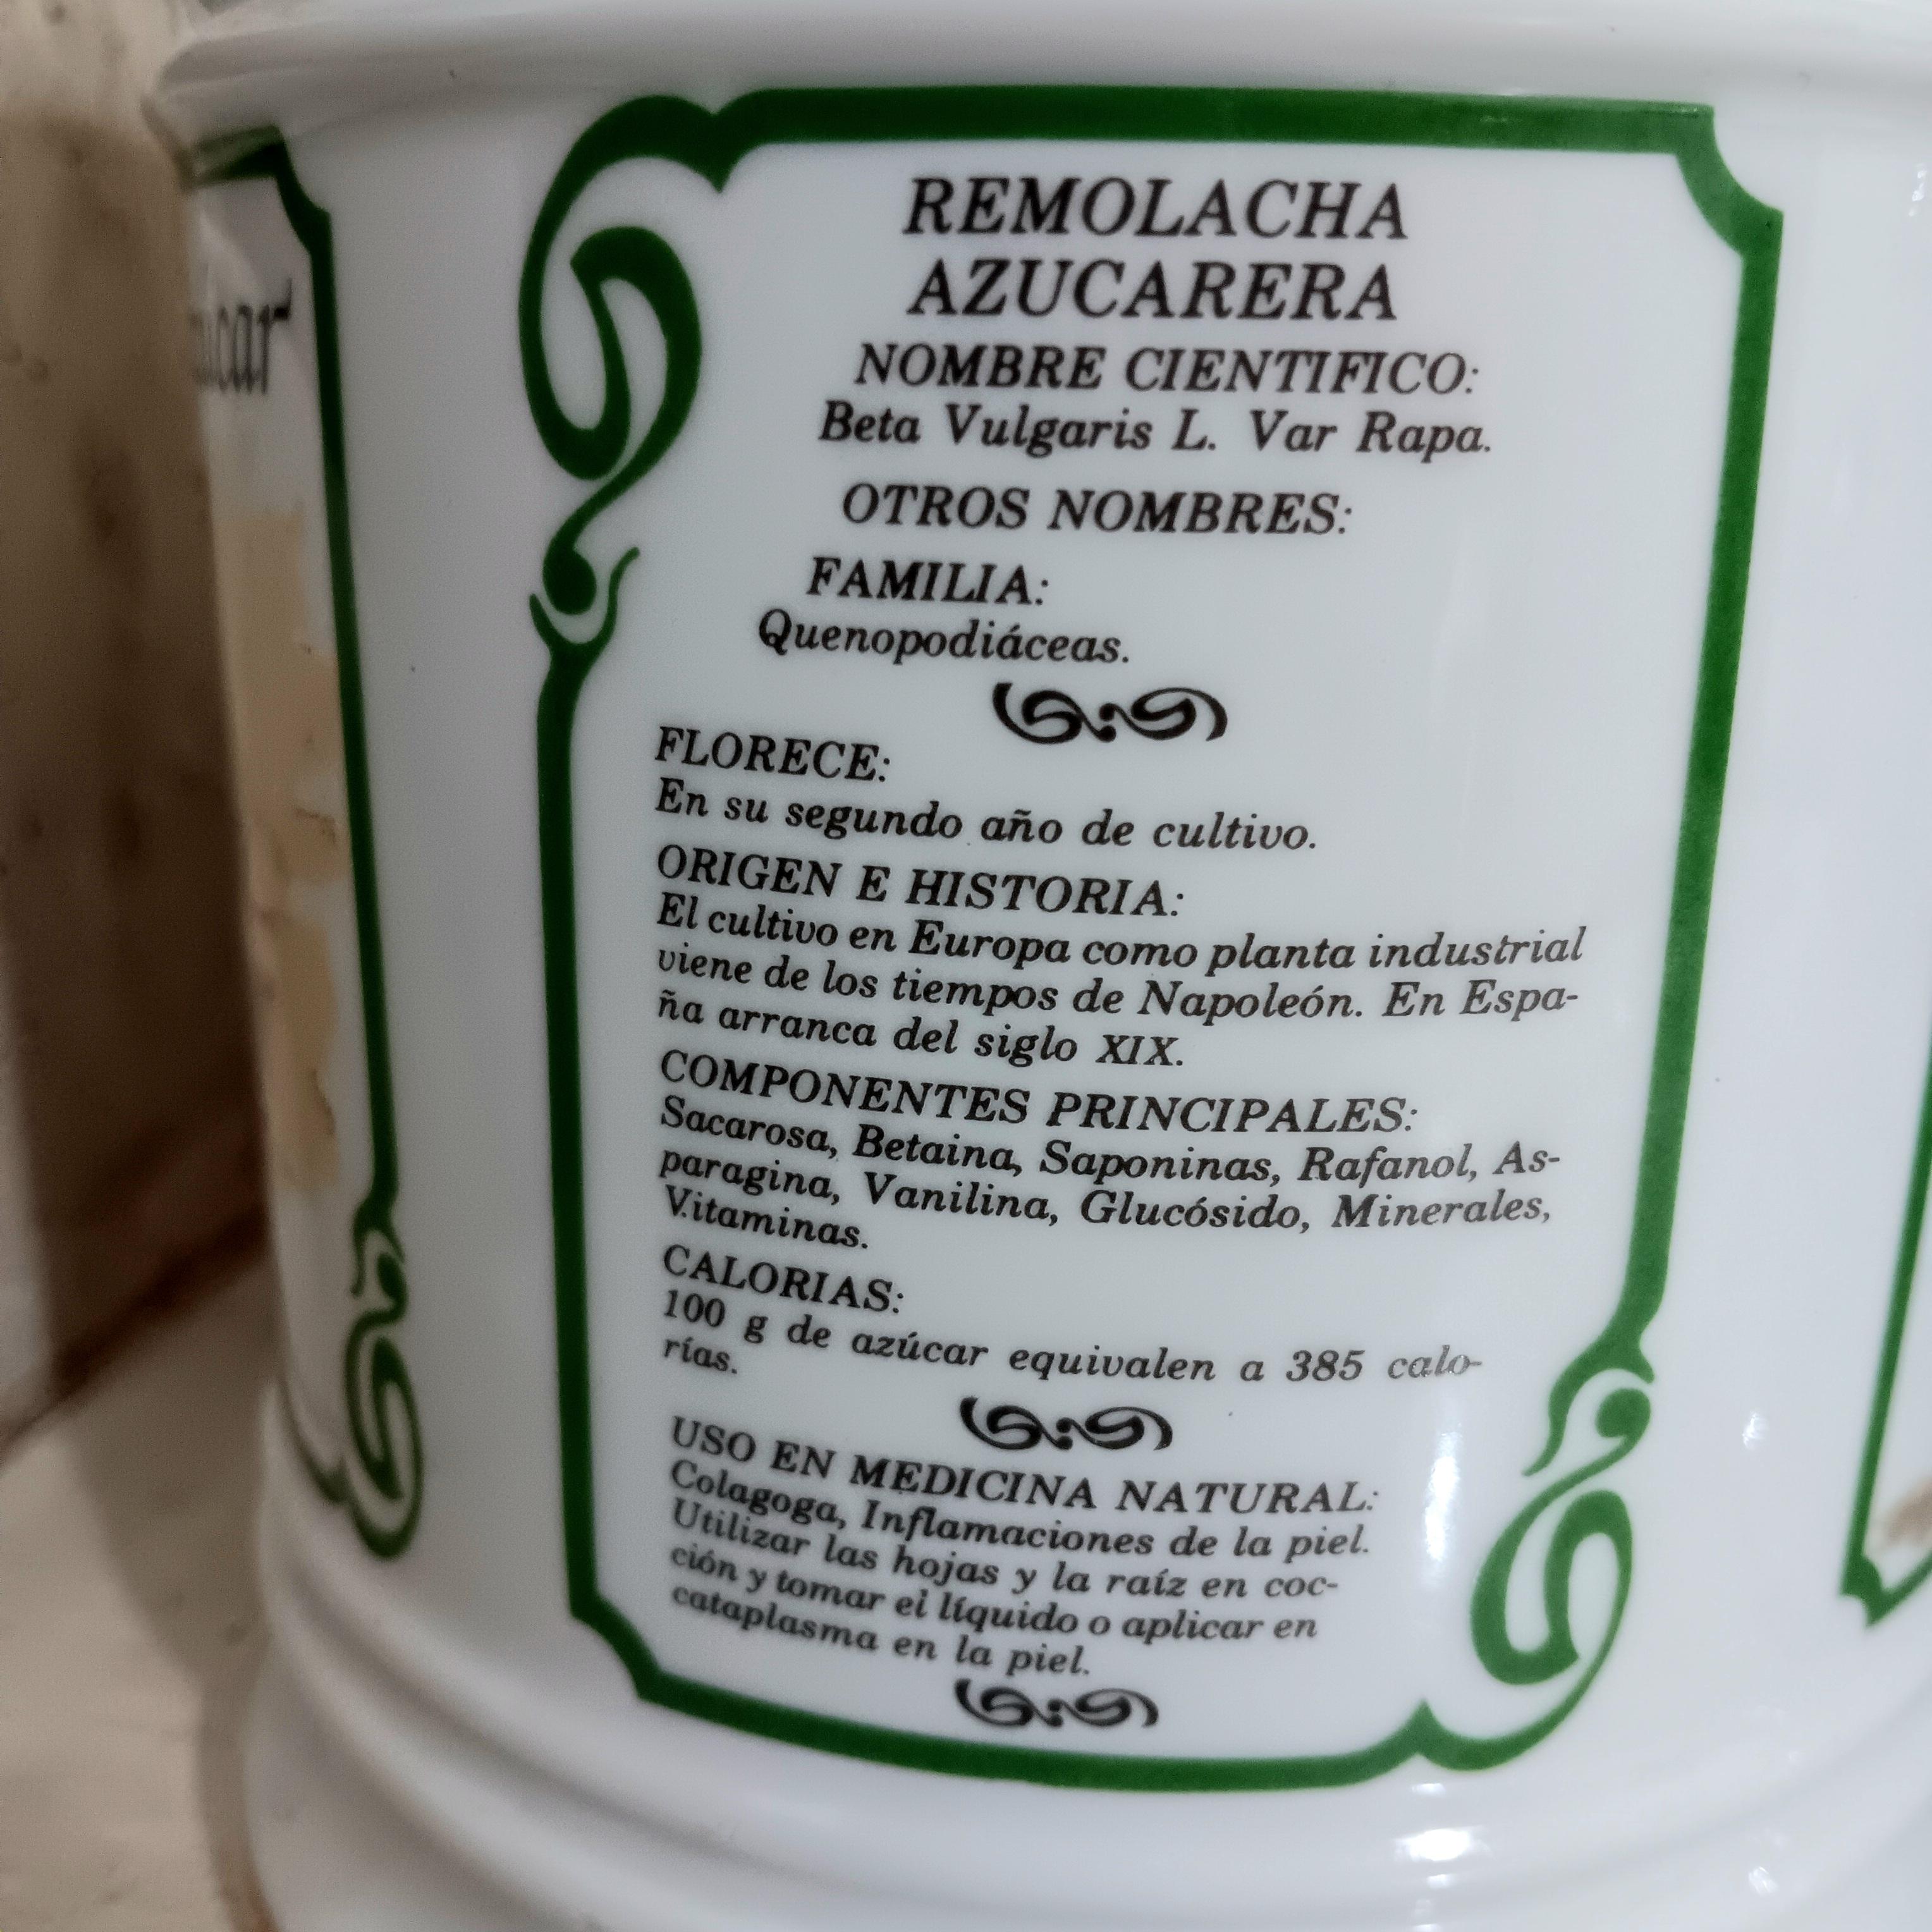 REMOLACHA
AZUCARERA
NOMBRE CIENTIFICO:
Beta Vulgaris L. Var Rapa.
OTROS NOMBRES:
FAMILIA:
Quenopodiáceas.
FLORECE:
En su segundo año de cultivo.
ORIGEN E HISTORIA:
El cultivo en Europa como planta industrial
viene de los tiempos de Napoleón. En Espa-
ña arranca del siglo XIX.
COMPONENTES PRINCIPALES:
Sacarosa, Betaina, Saponinas, Rafanol, As-
paragina, Vanilina, Glucósido, Minerales,
Vitaminas.
CALORIAS:
100 g de azúcar equivalen a 385 calo-
rías.
USO EN MEDICINA NATURAL:
Colagoga, Inflamaciones de la piel.
Utilizar las hojas y la raíz en coc-
ción y tomar el líquido o aplicar en
cataplasma en la piel.